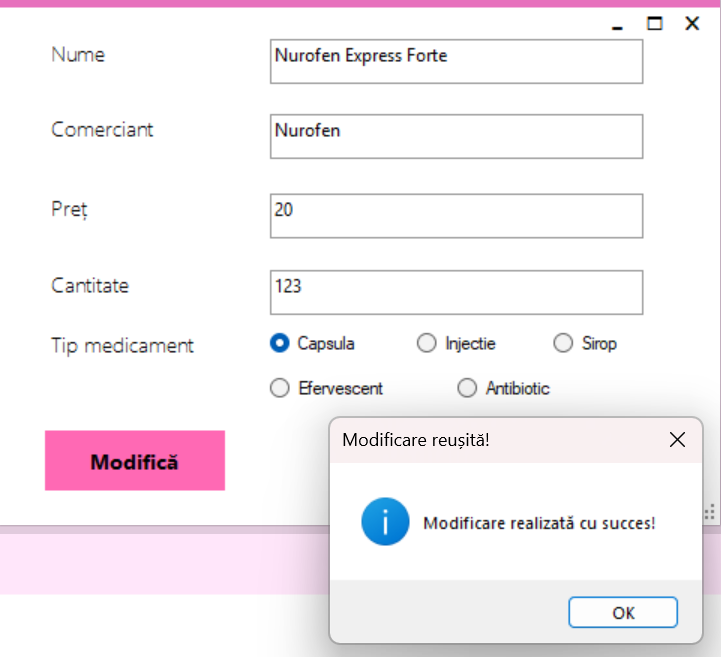 Nume
Nurofen Express Forte
Comerciant
Nurofen
Preț
20
Cantitate
123
Tip medicament
Capsula Injectie Sirop
Efervescent Antibiotic
Modifică
Modificare reușită!
Modificare realizată cu succes!
OK